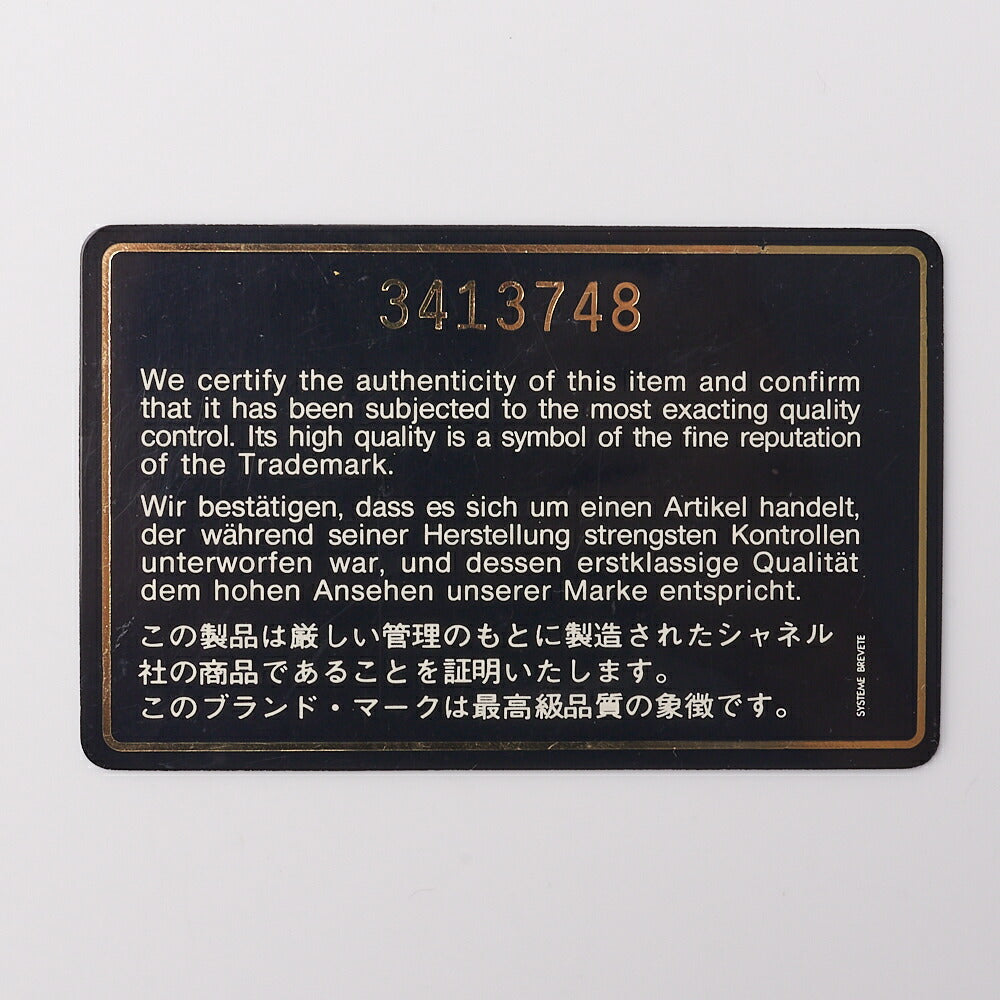 3413748
We certify the authenticity of this item and confirm
that it has been subjected to the most exacting quality
control. Its high quality is a symbol of the fine reputation
of the Trademark.
Wir bestätigen, dass es sich um einen Artikel handelt,
der während seiner Herstellung strengsten Kontrollen
unterworfen war, und dessen erstklassige Qualität
dem hohen Ansehen unserer Marke entspricht.
この製品は厳しい管理のもとに製造されたシャネル
社の商品であることを証明いたします。
このブランド・マークは最高級品質の象徴です。
SYSTEME BREVETE